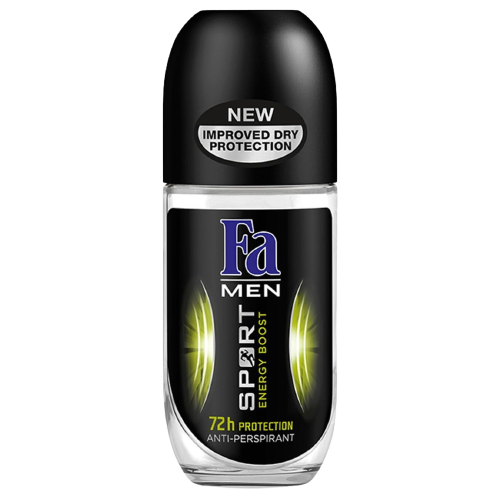 NEW
IMPROVED DRY
PROTECTION
Fa
MEN
SPORT
ENERGY BOOST
72h PROTECTION
ANTI-PERSPIRANT